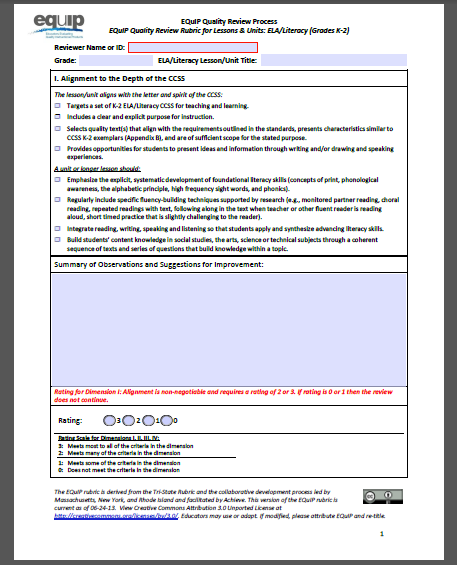 equip
EQuIP Quality Review Process
EQuIP Quality Review Rubric for Lessons & Units: ELA/Literacy (Grades K-2)
Reviewer Name or ID:
Grade: ELA/Literacy Lesson/Unit Title:
I. Alignment to the Depth of the CCSS
The lesson/unit aligns with the letter and spirit of the CCSS:
Targets a set of K-2 ELA/Literacy CCSS for teaching and learning.
Includes a clear and explicit purpose for instruction.
Selects quality text(s) that align with the requirements outlined in the standards, presents characteristics similar to
CCSS K-2 exemplars (Appendix B), and are of sufficient scope for the stated purpose.
Provides opportunities for students to present ideas and information through writing and/or drawing and speaking
experiences.
A unit or longer lesson should:
Emphasize the explicit, systematic development of foundational literacy skills (concepts of print, phonological
awareness, the alphabetic principle, high frequency sight words, and phonics).
Regularly include specific fluency-building techniques supported by research (e.g., monitored partner reading, choral
reading, repeated readings with text, following along in the text when teacher or other fluent reader is reading
aloud, short timed practice that is slightly challenging to the reader).
Integrate reading, writing, speaking and listening so that students apply and synthesize advancing literacy skills.
Build students' content knowledge in social studies, the arts, science or technical subjects through a coherent
sequence of texts and series of questions that build knowledge within a topic.
Summary of Observations and Suggestions for Improvement:
Rating for Dimension I: Alignment is non-negotiable and requires a rating of 2 or 3. If rating is 0 or 1 then the review
does not continue.
Rating: 3 2 1 0
Rating Scale for Dimensions I, II, III, IV:
3: Meets most to all of the criteria in the dimension
2: Meets many of the criteria in the dimension
1: Meets some of the criteria in the dimension
0: Does not meet the criteria in the dimension
The EQuIP rubric is derived from the Tri-State Rubric and the collaborative development process led by
Massachusetts, New York, and Rhode Island and facilitated by Achieve. This version of the EQuIP rubric is
current as of 06-24-13. View Creative Commons Attribution 3.0 Unported License at
http://creativecommons.org/licenses/by/3.0/. Educators may use or adapt. If modified, please attribute EQuIP and re-title.
1